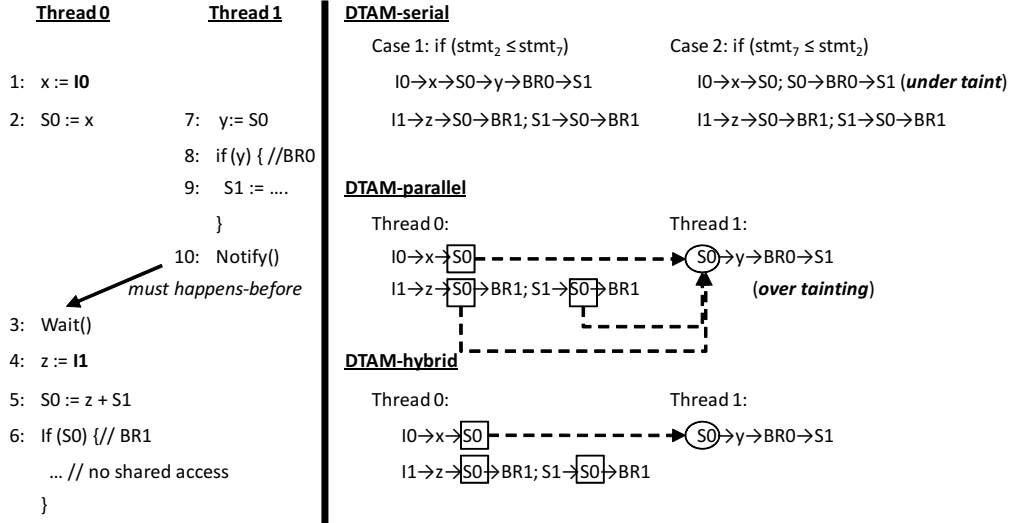 Thread 0 Thread 1
1: x := I0
2: S0 := x 7: y:= S0
8: if (y) { //BR0
9: S1 := ....
}
10: Notify()
must happens-before
3: Wait()
4: z := I1
5: S0 := z + S1
6: If (S0) {// BR1
... // no shared access
}
DTAM-serial
Case 1: if (stmt2 ≤ stmt7) Case 2: if (stmt7 ≤ stmt2)
I0→x→S0→y→BR0→S1 I0→x→S0; S0→BR0→S1 (under taint)
I1→z→S0→BR1; S1→S0→BR1 I1→z→S0→BR1; S1→S0→BR1
DTAM-parallel
Thread 0: Thread 1:
I0→x→S0 S0→y→BR0→S1
I1→z→S0→BR1; S1→S0→BR1 (over tainting)
DTAM-hybrid
Thread 0: Thread 1:
I0→x→S0 S0→y→BR0→S1
I1→z→S0→BR1; S1→S0→BR1